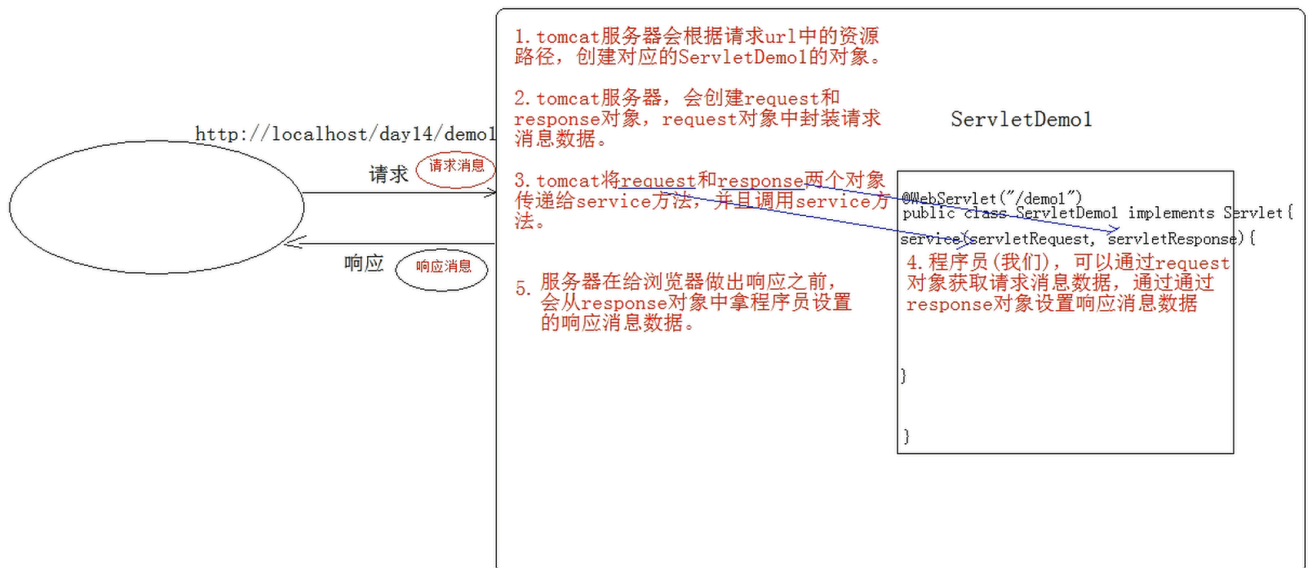 http://localhost/day14/demo1
请求
请求消息
响应
响应消息
1.tomcat服务器会根据请求url中的资源
路径，创建对应的ServletDemo1的对象。
2.tomcat服务器，会创建request和
response对象，request对象中封装请求
消息数据。
3.tomcat将request和response两个对象
传递给service方法，并且调用service方
法。
5. 服务器在给浏览器做出响应之前，
会从response对象中拿程序员设置
的响应消息数据。
ServletDemo1
@WebServlet("/demo1")
public class ServletDemo1 implements Servlet{
service(servletRequest, servletResponse){
4.程序员(我们)，可以通过request
对象获取请求消息数据，通过通过
response对象设置响应消息数据
}
}